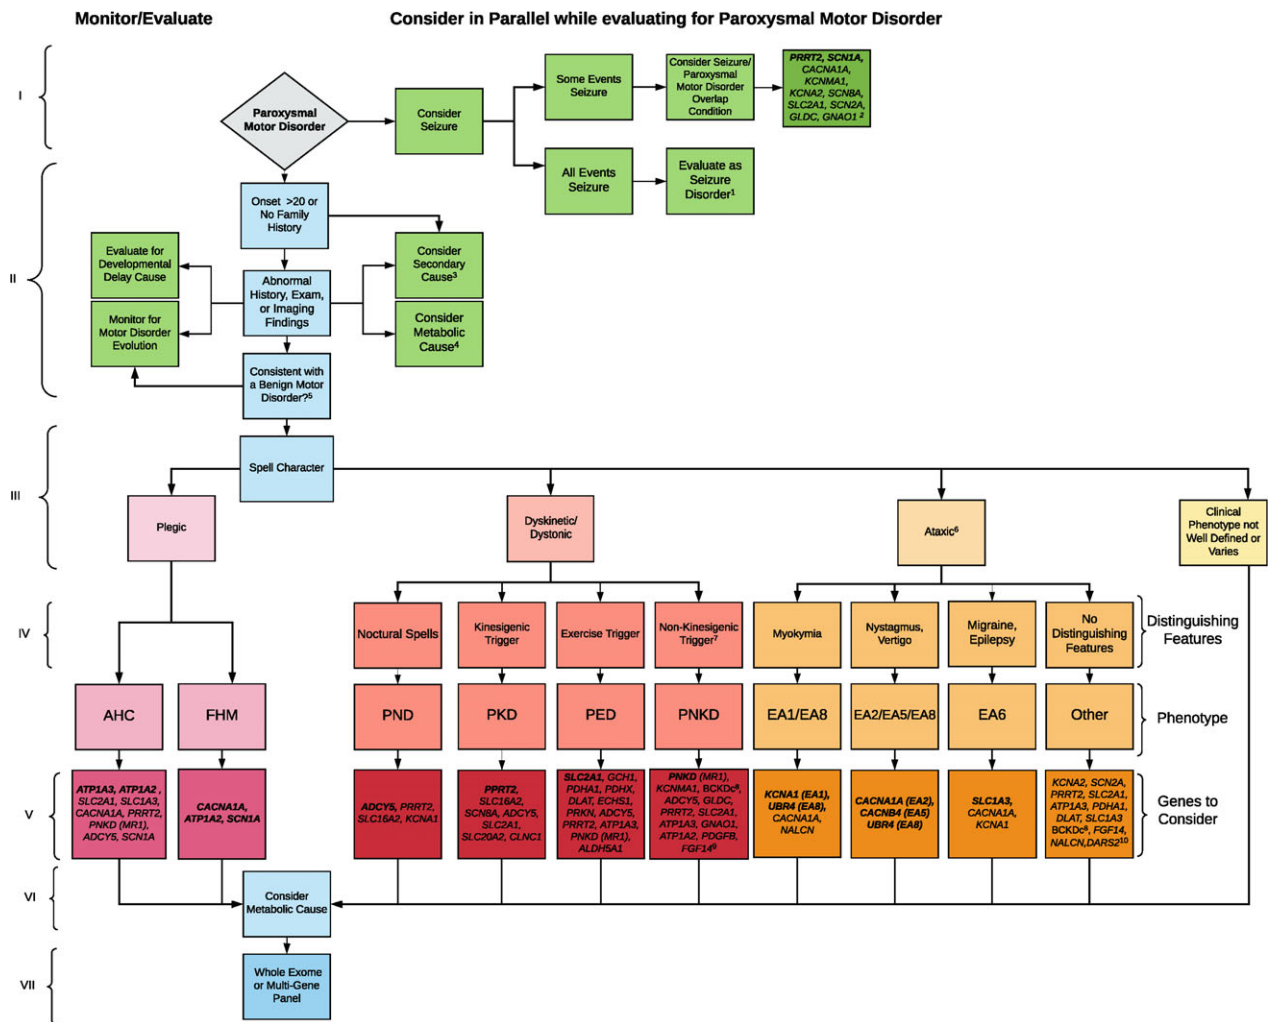 Monitor/Evaluate
Consider in Parallel while evaluating for Paroxysmal Motor Disorder
I
Paroxysmal
Motor Disorder
Consider
Seizure
Some Events
Seizure
Consider Seizure/
Paroxysmal
Motor Disorder
Overlap
Condition
PRRT2, SCN1A,
CACNA1A,
KCNMA1,
KCNA2, SCN8A,
SLC2A1, SCN2A,
GLDC, GNAO1 ²
All Events
Seizure
Evaluate as
Seizure
Disorder¹
II
Onset >20 or
No Family
History
Evaluate for
Developmental
Delay Cause
Monitor for
Motor Disorder
Evolution
Abnormal
History, Exam,
or Imaging
Findings
Consider
Secondary
Cause³
Consider
Metabolic
Cause⁴
Consistent with
a Benign Motor
Disorder?⁵
III
Spell Character
Plegic
Dyskinetic/
Dystonic
Ataxic⁶
Clinical
Phenotype not
Well Defined or
Varies
IV
Noctural Spells
Kinesigenic
Trigger
Exercise Trigger
Non-Kinesigenic
Trigger⁷
Myokymia
Nystagmus,
Vertigo
Migraine,
Epilepsy
No
Distinguishing
Features
Distinguishing
Features
AHC
FHM
PND
PKD
PED
PNKD
EA1/EA8
EA2/EA5/EA8
EA6
Other
Phenotype
V
ATP1A3, ATP1A2 ,
SLC2A1, SLC1A3,
CACNA1A, PRRT2,
PNKD (MR1),
ADCY5, SCN1A
CACNA1A,
ATP1A2, SCN1A
ADCY5, PRRT2,
SLC16A2, KCNA1
PPRT2,
SLC16A2,
SCN8A, ADCY5,
SLC2A1,
SLC20A2, CLNC1
SLC2A1, GCH1,
PDHA1, PDHX,
DLAT, ECHS1,
PRKN, ADCY5,
PRRT2, ATP1A3,
PNKD (MR1),
ALDH5A1
PNKD (MR1),
KCNMA1, BCKDc⁸,
ADCY5, GLDC,
PRRT2, SLC2A1,
ATP1A3, GNAO1,
ATP1A2, PDGFB,
FGF14⁹
KCNA1 (EA1),
UBR4 (EA8),
CACNA1A,
NALCN
CACNA1A (EA2),
CACNB4 (EA5)
UBR4 (EA8)
SLC1A3,
CACNA1A,
KCNA1
KCNA2, SCN2A,
PRRT2, SLC2A1,
ATP1A3, PDHA1,
DLAT, SLC1A3
BCKDc⁸, FGF14,
NALCN,DARS2¹⁰
Genes to
Consider
VI
Consider
Metabolic Cause
VII
Whole Exome
or Multi-Gene
Panel